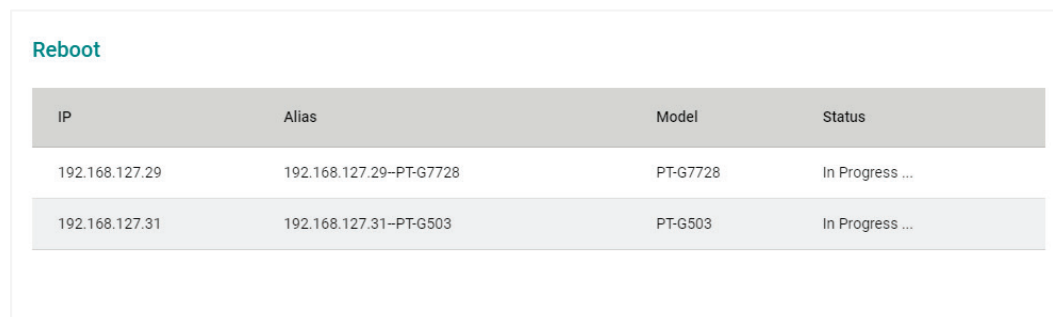 Reboot
IP Alias Model Status
192.168.127.29 192.168.127.29--PT-G7728 PT-G7728 In Progress ...
192.168.127.31 192.168.127.31--PT-G503 PT-G503 In Progress ...